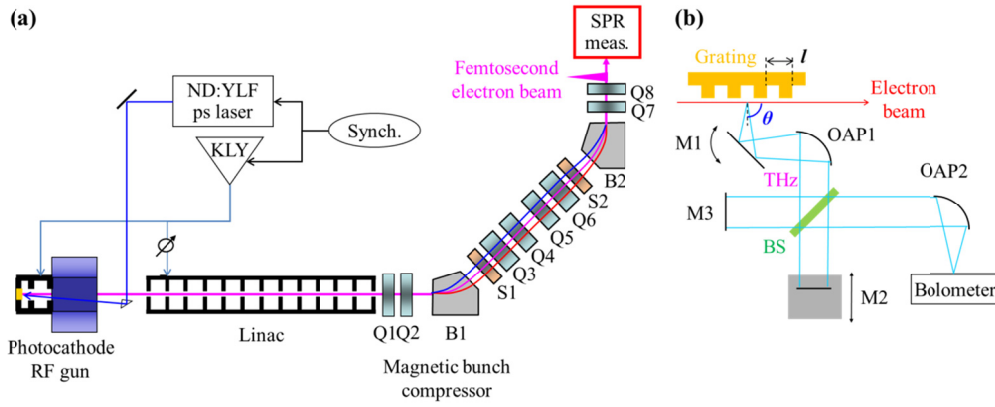 (a)
SPR
meas.
Femtosecond
electron beam
Q8
Q7
ND:YLF
ps laser
Synch.
KLY
B2
S2
Q6
Q5
Q4
Q3
S1
Photocathode
RF gun
Linac
Q1Q2
B1
Magnetic bunch
compressor
(b)
Grating
l
Electron
beam
θ
M1
OAP1
THz
OAP2
M3
BS
M2
Bolometer